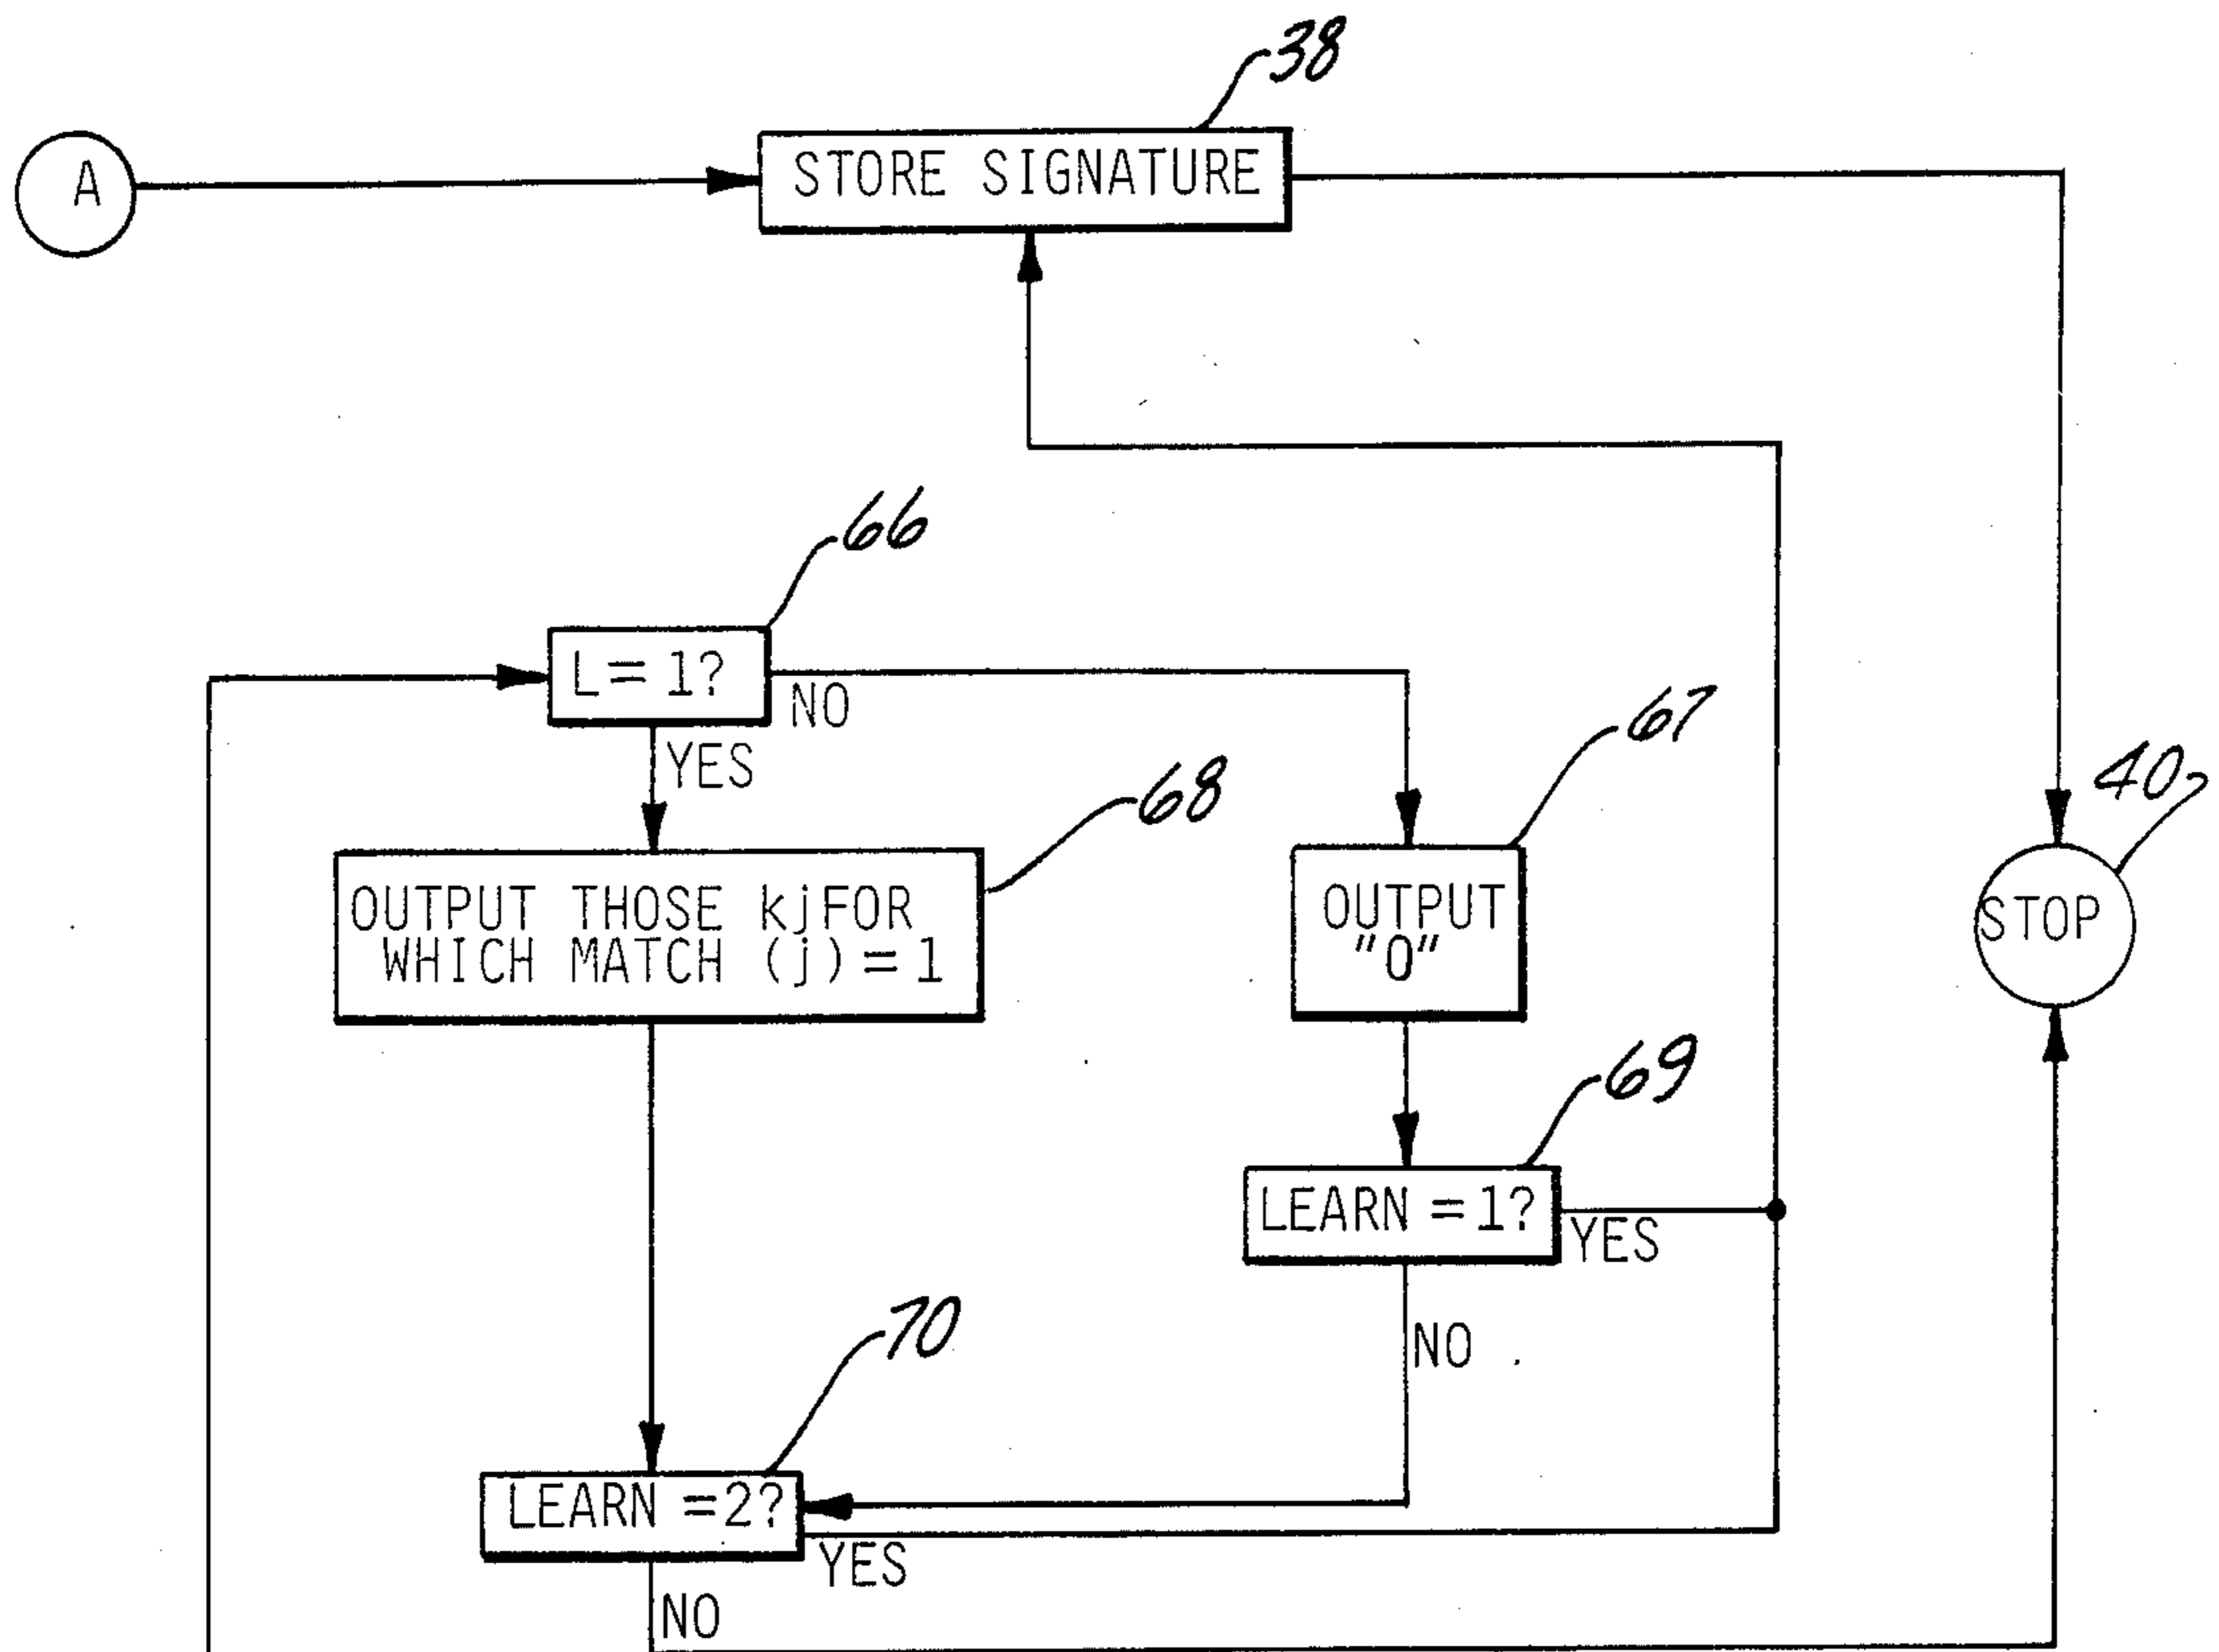 38
A
STORE SIGNATURE
66
L = 1?
NO
YES
67
68
40
OUTPUT THOSE kjFOR
WHICH MATCH (j) = 1
OUTPUT
"0"
STOP
69
LEARN = 1?
YES
NO
70
LEARN = 2?
YES
NO